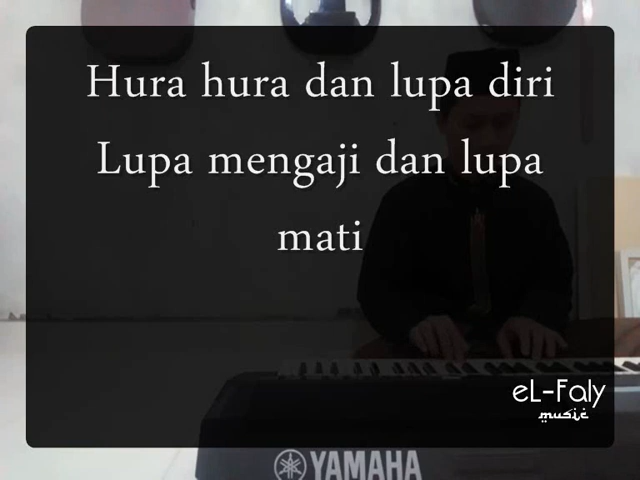 Hura hura dan lupa diri
Lupa mengaji dan lupa
mati
eL-Faly
music
YAMAHA